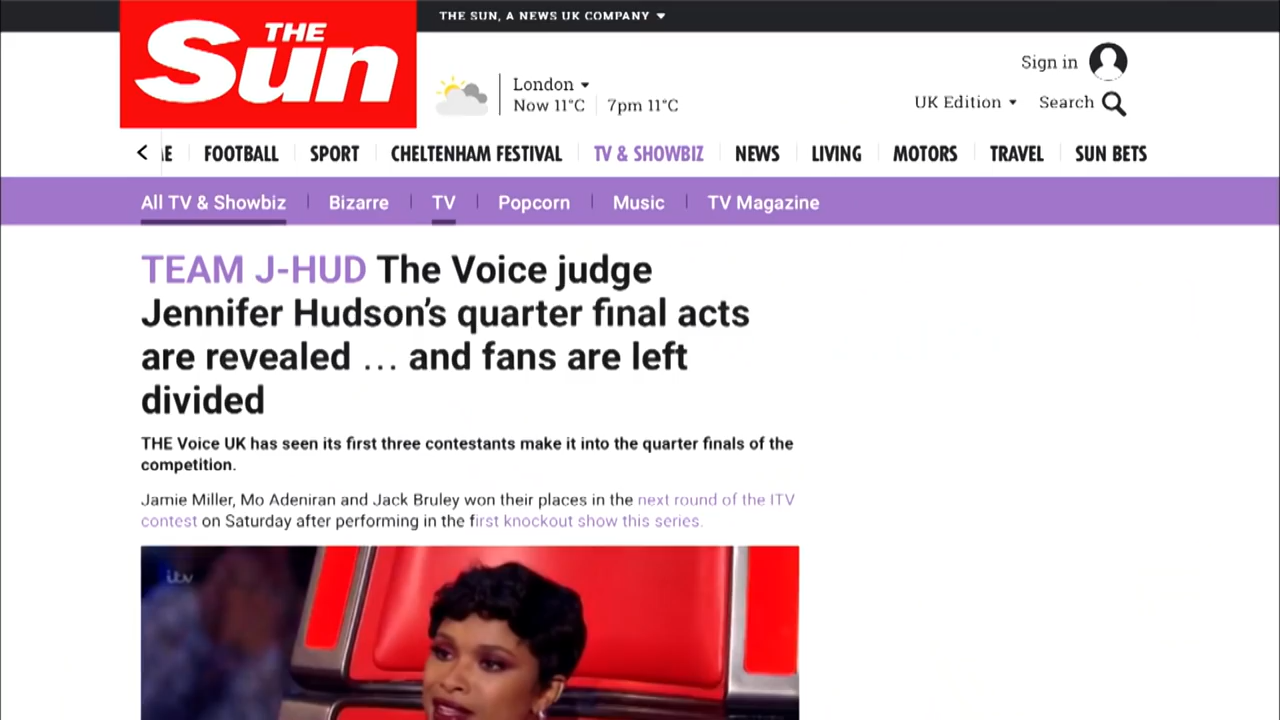 THE SUN, A NEWS UK COMPANY
THE
Sun
London
Now 11°C 7pm 11°C
Sign in
UK Edition Search
E FOOTBALL SPORT CHELTENHAM FESTIVAL TV & SHOWBIZ NEWS LIVING MOTORS TRAVEL SUN BETS
All TV & Showbiz Bizarre TV Popcorn Music TV Magazine
TEAM J-HUD The Voice judge
Jennifer Hudson's quarter final acts
are revealed … and fans are left
divided
THE Voice UK has seen its first three contestants make it into the quarter finals of the
competition.
Jamie Miller, Mo Adeniran and Jack Bruley won their places in the next round of the ITV
contest on Saturday after performing in the first knockout show this series.
itv